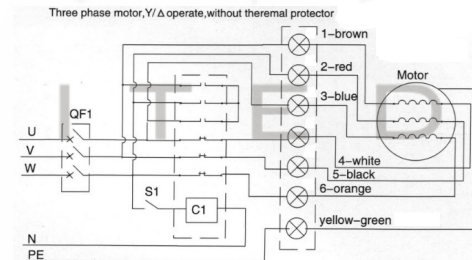 Three phase motor,Y/Δ operate,without theremal protector
1-brown
2-red
Motor
3-blue
QF1
U
V
4-white
W
5-black
6-orange
S1
C1
yellow-green
N
PE
ITED